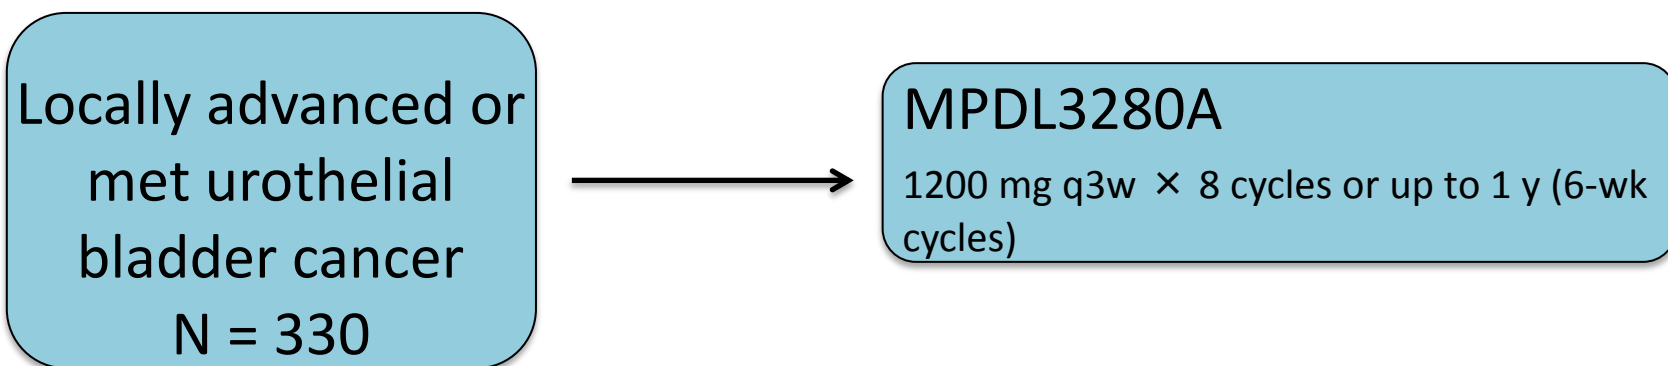 Locally advanced or
met urothelial
bladder cancer
N = 330
MPDL3280A
1200 mg q3w × 8 cycles or up to 1 y (6-wk
cycles)